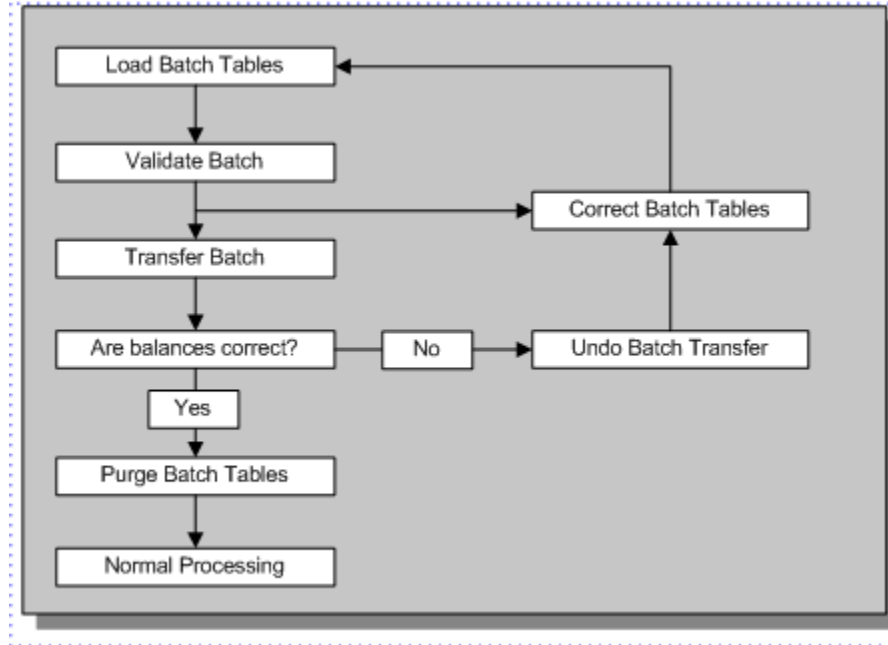 Load Batch Tables
Validate Batch
Correct Batch Tables
Transfer Batch
Are balances correct?
No
Undo Batch Transfer
Yes
Purge Batch Tables
Normal Processing